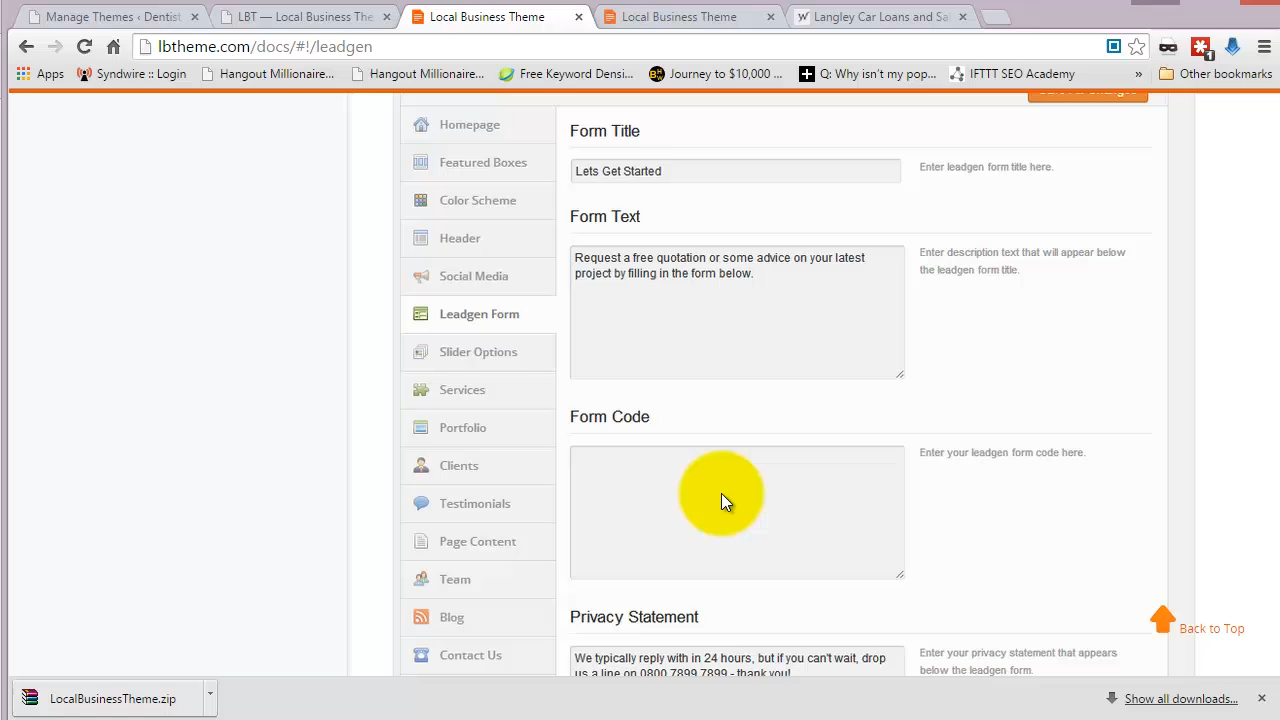 Manage Themes ‹ Dentist
LBT — Local Business The
Local Business Theme
Local Business Theme
Langley Car Loans and Sa
lbtheme.com/docs/#!/leadgen
1
Apps
Syndwire :: Login
Hangout Millionaire...
Hangout Millionaire...
Free Keyword Densi...
Journey to $10,000 ...
Q: Why isn't my pop...
IFTTT SEO Academy
»
Other bookmarks
Homepage
Featured Boxes
Color Scheme
Header
Social Media
Leadgen Form
Slider Options
Services
Portfolio
Clients
Testimonials
Page Content
Team
Blog
Contact Us
Form Title
Lets Get Started
Enter leadgen form title here.
Form Text
Request a free quotation or some advice on your latest
project by filling in the form below.
Enter description text that will appear below
the leadgen form title.
Form Code
Enter your leadgen form code here.
Privacy Statement
We typically reply with in 24 hours, but if you can't wait, drop
us a line on 0800 7899 7899 - thank you!
Enter your privacy statement that appears
below the leadgen form.
Back to Top
LocalBusinessTheme.zip
Show all downloads...